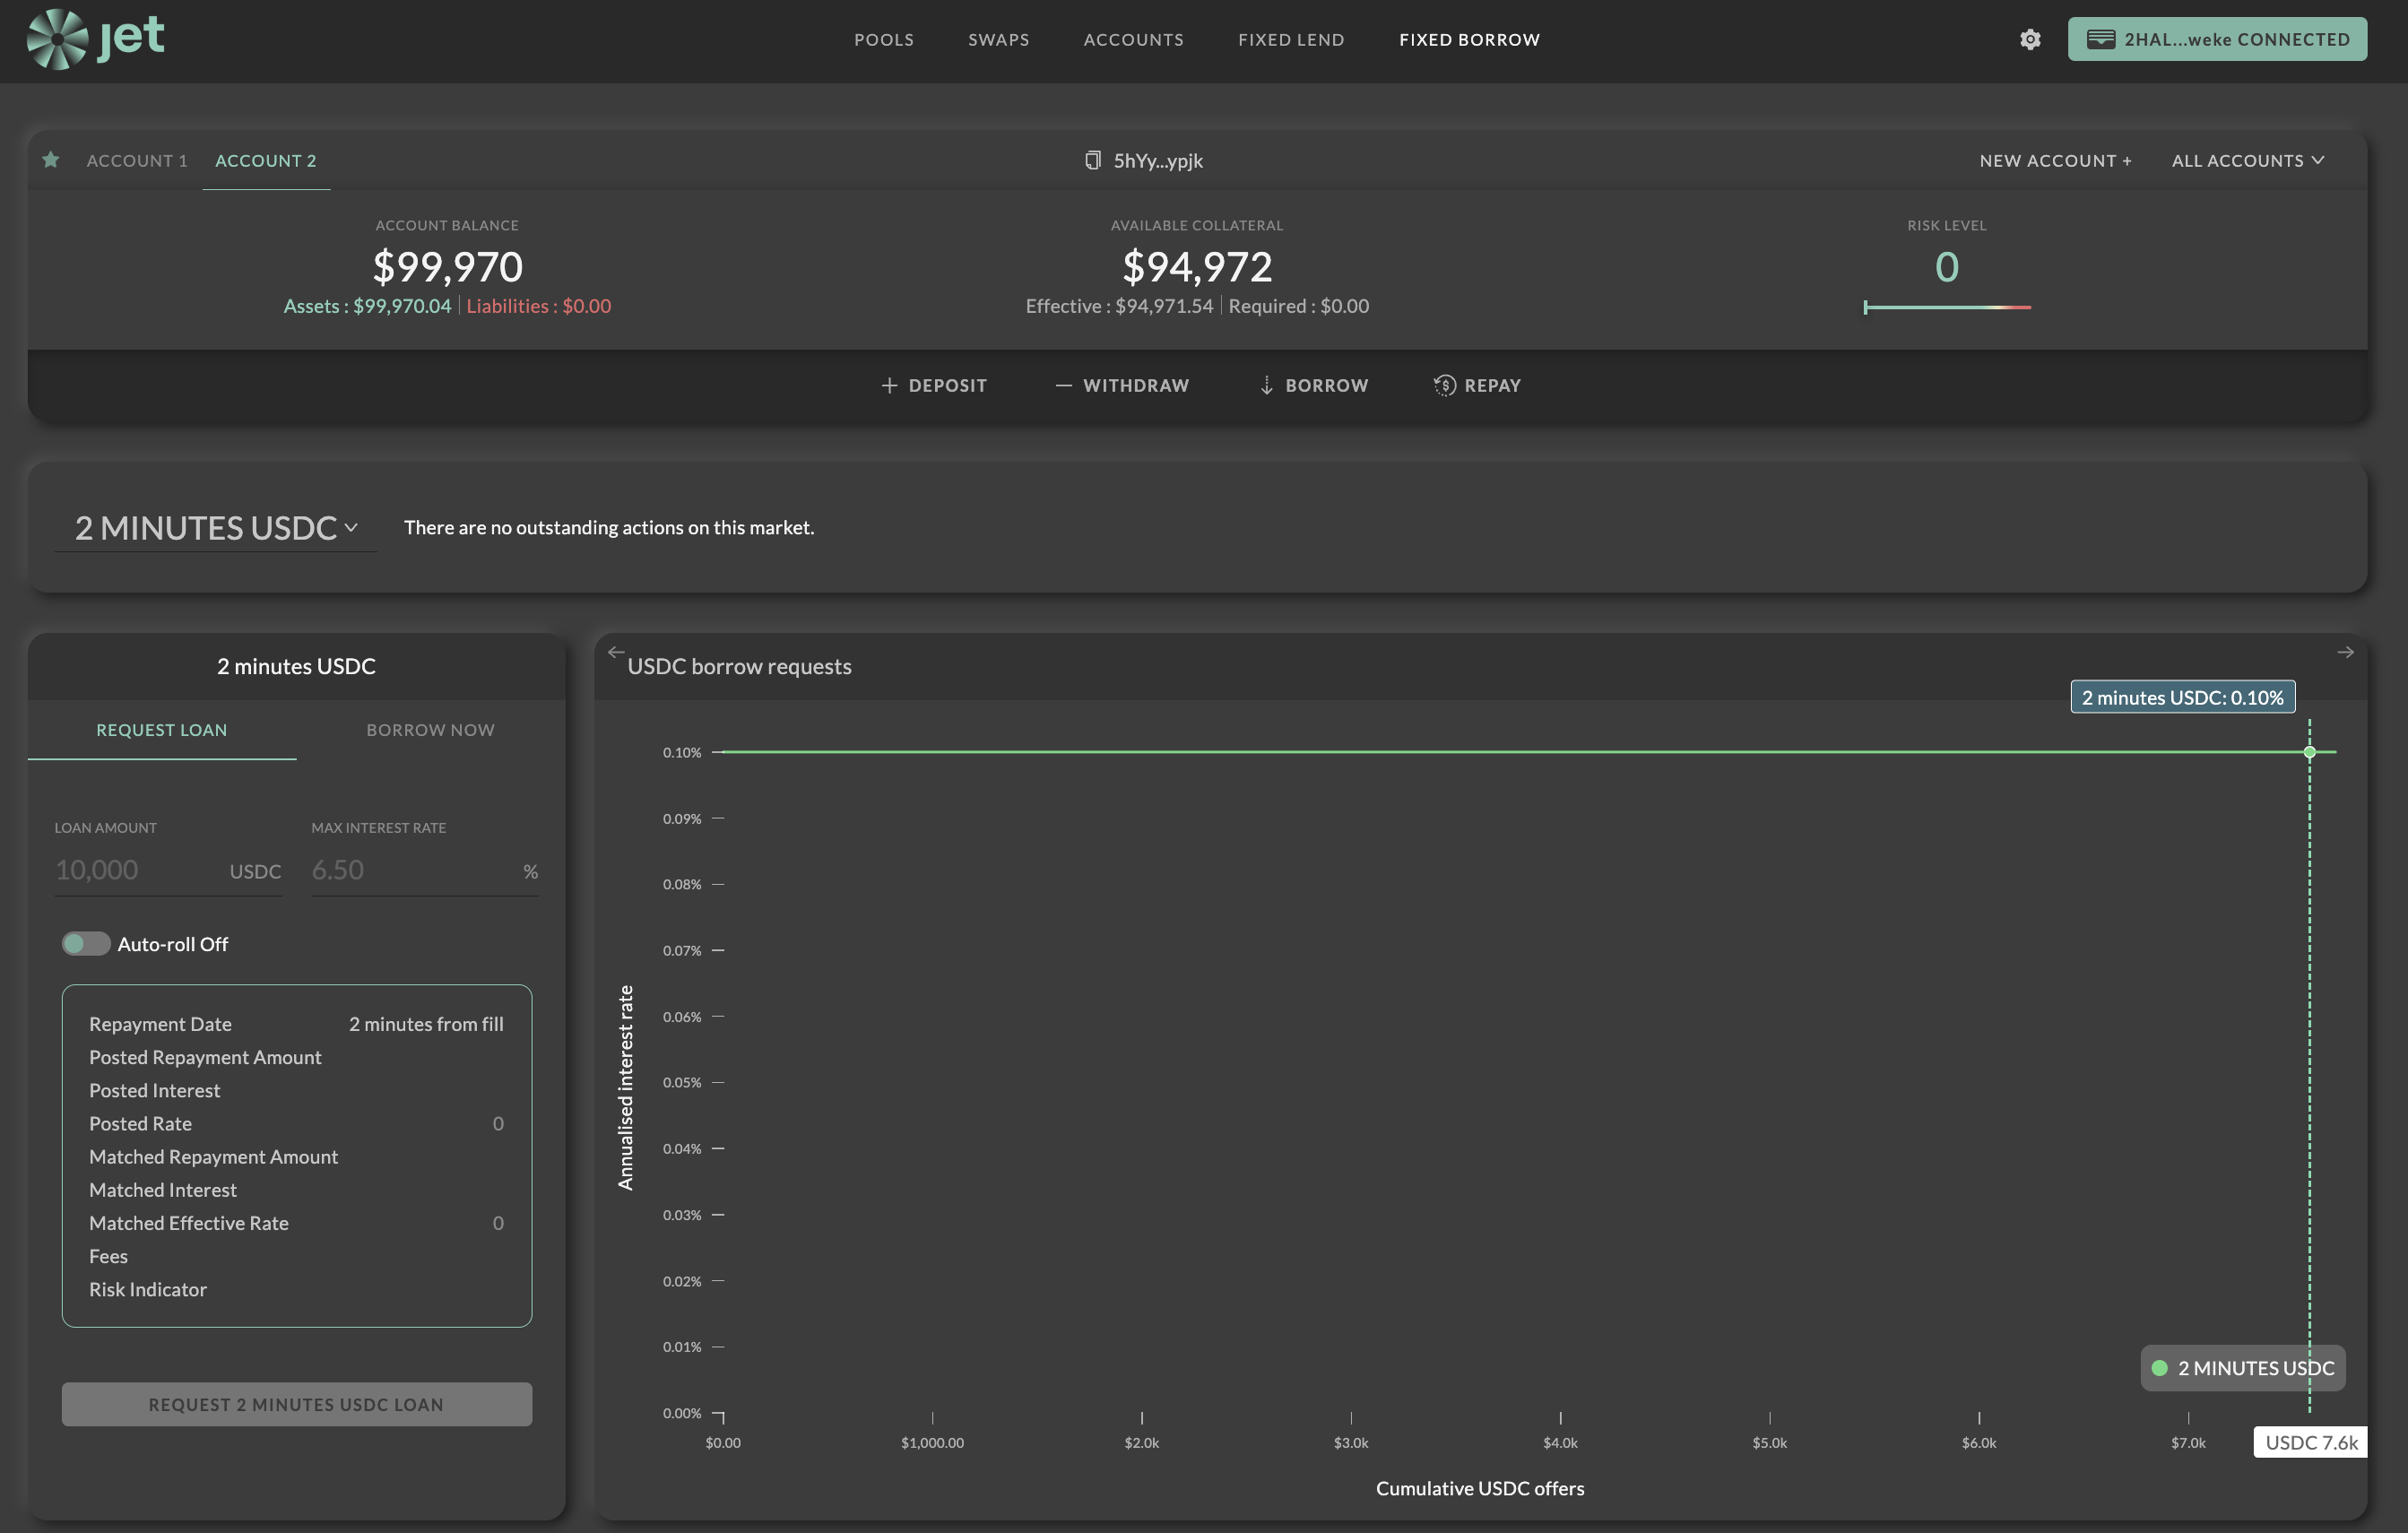 jet
POOLS
SWAPS
ACCOUNTS
FIXED LEND
FIXED BORROW
2HAL...weke CONNECTED
ACCOUNT 1
ACCOUNT 2
5hYy...ypjk
NEW ACCOUNT +
ALL ACCOUNTS
ACCOUNT BALANCE
$99,970
Assets : $99,970.04
Liabilities : $0.00
AVAILABLE COLLATERAL
$94,972
Effective : $94,971.54
Required : $0.00
RISK LEVEL
0
DEPOSIT
WITHDRAW
BORROW
REPAY
2 MINUTES USDC
There are no outstanding actions on this market.
2 minutes USDC
REQUEST LOAN
BORROW NOW
LOAN AMOUNT
10,000 USDC
MAX INTEREST RATE
6.50 %
Auto-roll Off
Repayment Date 2 minutes from fill
Posted Repayment Amount
Posted Interest
Posted Rate 0
Matched Repayment Amount
Matched Interest
Matched Effective Rate 0
Fees
Risk Indicator
REQUEST 2 MINUTES USDC LOAN
USDC borrow requests
2 minutes USDC: 0.10%
0.10%
0.09%
0.08%
0.07%
0.06%
0.05%
0.04%
0.03%
0.02%
0.01%
0.00%
Annualised interest rate
2 MINUTES USDC
$0.00
$1,000.00
$2.0k
$3.0k
$4.0k
$5.0k
$6.0k
$7.0k
USDC 7.6k
Cumulative USDC offers